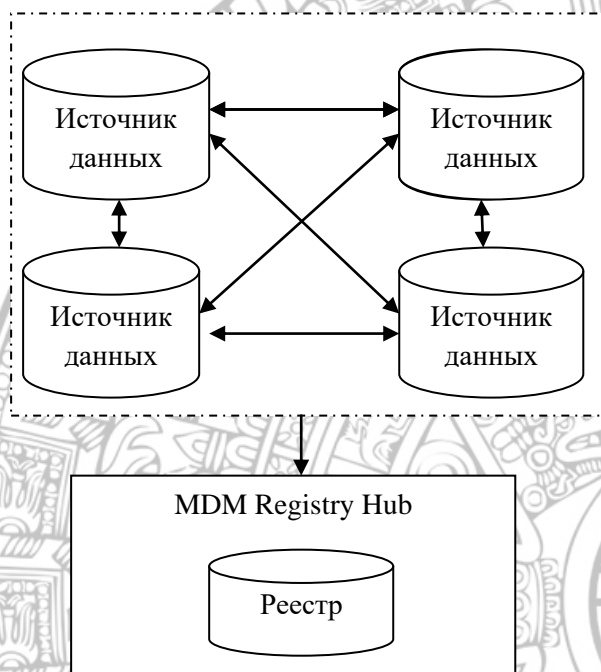 Источник
данных
Источник
данных
Источник
данных
Источник
данных
MDM Registry Hub
Реестр